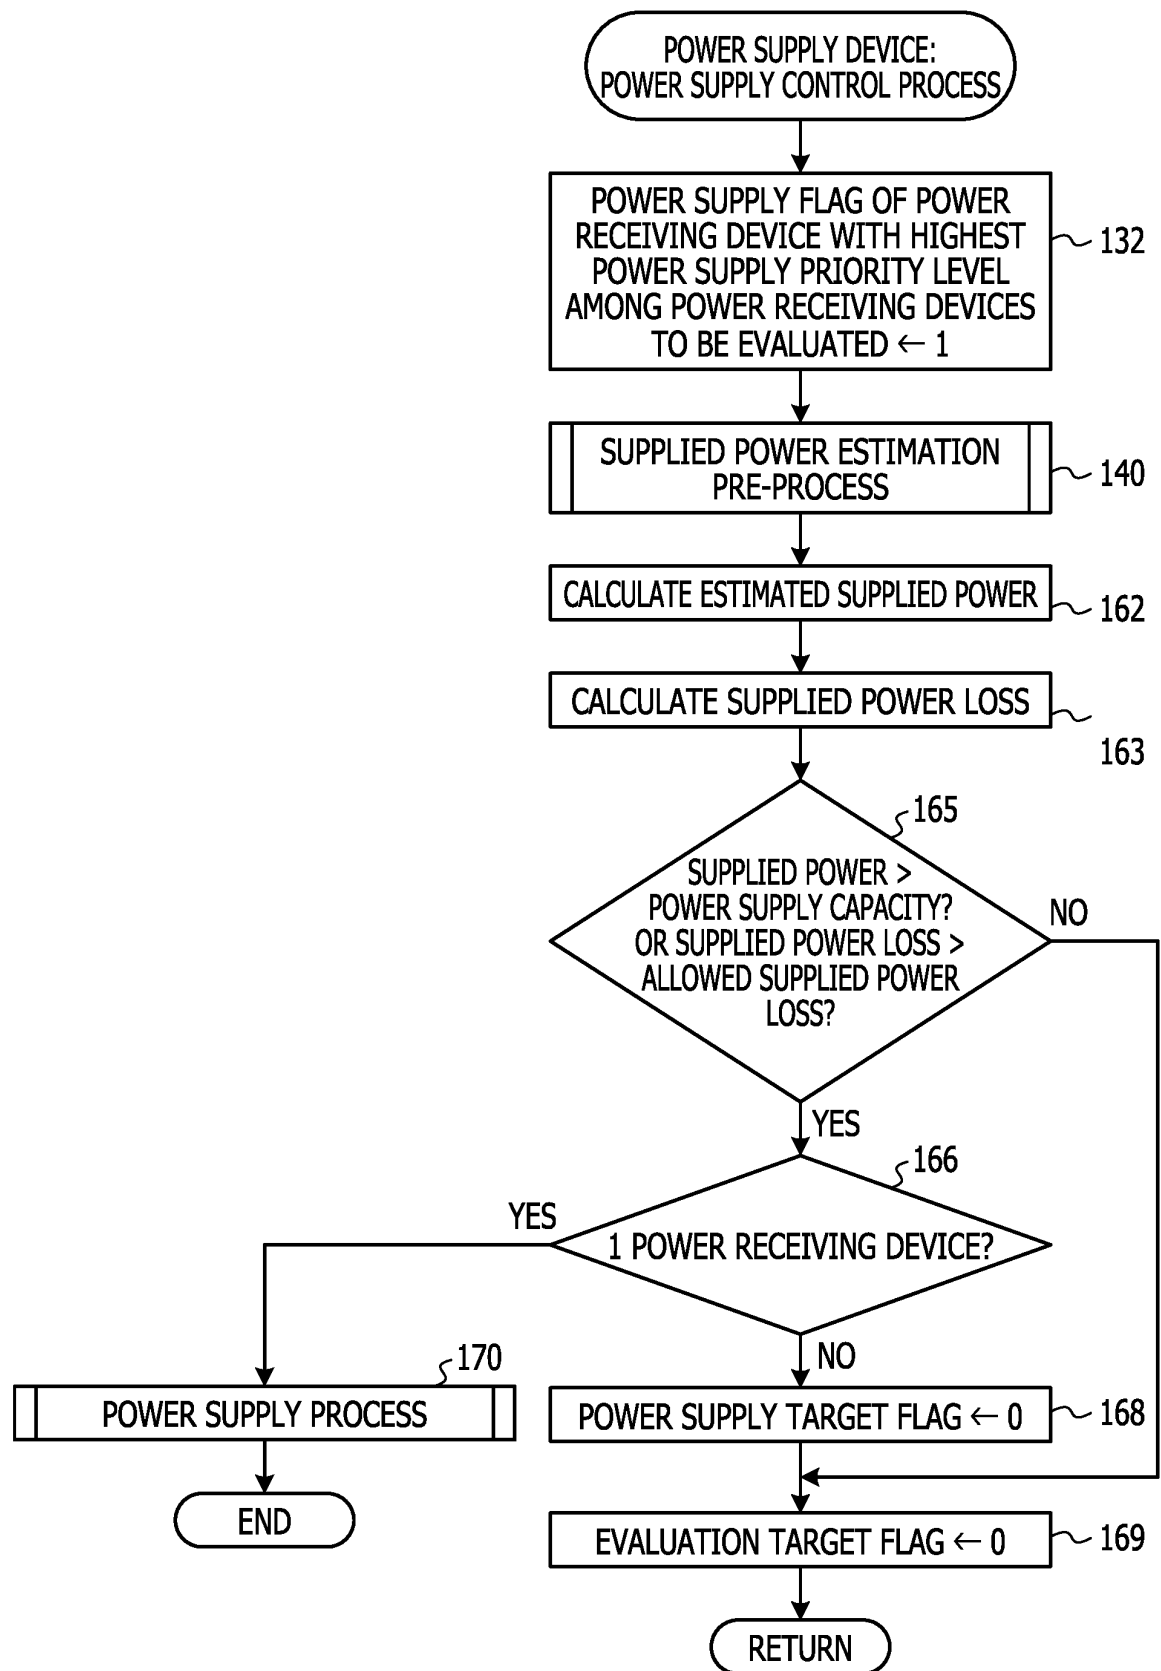 POWER SUPPLY DEVICE:
POWER SUPPLY CONTROL PROCESS
POWER SUPPLY FLAG OF POWER
RECEIVING DEVICE WITH HIGHEST
POWER SUPPLY PRIORITY LEVEL
AMONG POWER RECEIVING DEVICES
TO BE EVALUATED ← 1
132
SUPPLIED POWER ESTIMATION
PRE-PROCESS
140
CALCULATE ESTIMATED SUPPLIED POWER
162
CALCULATE SUPPLIED POWER LOSS
163
165
SUPPLIED POWER >
POWER SUPPLY CAPACITY?
OR SUPPLIED POWER LOSS >
ALLOWED SUPPLIED POWER
LOSS?
NO
YES
166
1 POWER RECEIVING DEVICE?
YES
NO
170
POWER SUPPLY PROCESS
END
POWER SUPPLY TARGET FLAG ← 0
168
EVALUATION TARGET FLAG ← 0
169
RETURN